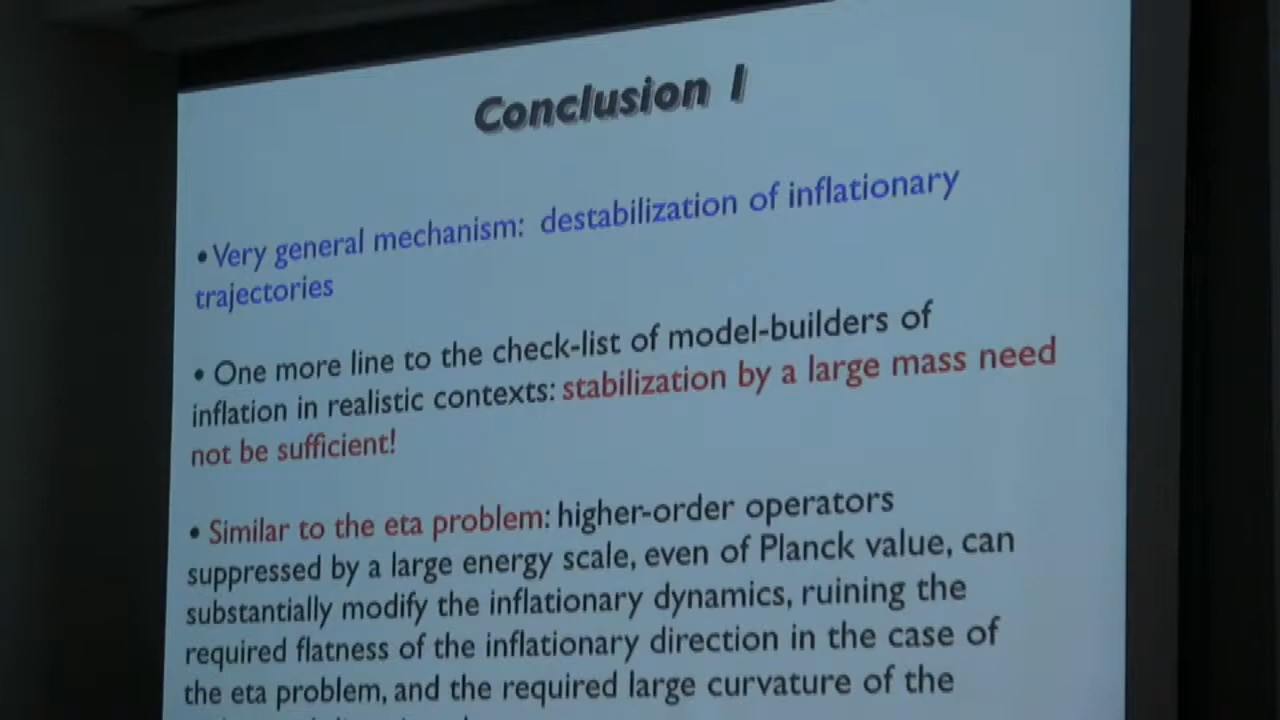 Conclusion I
•Very general mechanism: destabilization of inflationary
trajectories
• One more line to the check-list of model-builders of
inflation in realistic contexts: stabilization by a large mass need
not be sufficient!
• Similar to the eta problem: higher-order operators
suppressed by a large energy scale, even of Planck value, can
substantially modify the inflationary dynamics, ruining the
required flatness of the inflationary direction in the case of
the eta problem, and the required large curvature of the